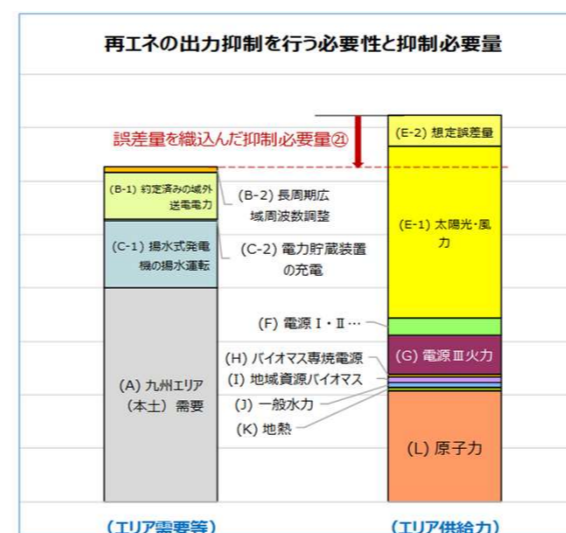 再エネの出力抑制を行う必要性と抑制必要量
誤差量を織込んだ抑制必要量㉑
(B-1) 約定済みの域外
送電電力
(B-2) 長周期広
域周波数調整
(C-1) 揚水式発電
機の揚水運転
(C-2) 電力貯蔵装置
の充電
(A) 九州エリア
（本土）需要
(エリア需要等)
(E-2) 想定誤差量
(E-1) 太陽光・風
力
(F) 電源Ⅰ・Ⅱ…
(G) 電源Ⅲ火力
(H) バイオマス専焼電源
(I) 地域資源バイオマス
(J) 一般水力
(K) 地熱
(L) 原子力
(エリア供給力)